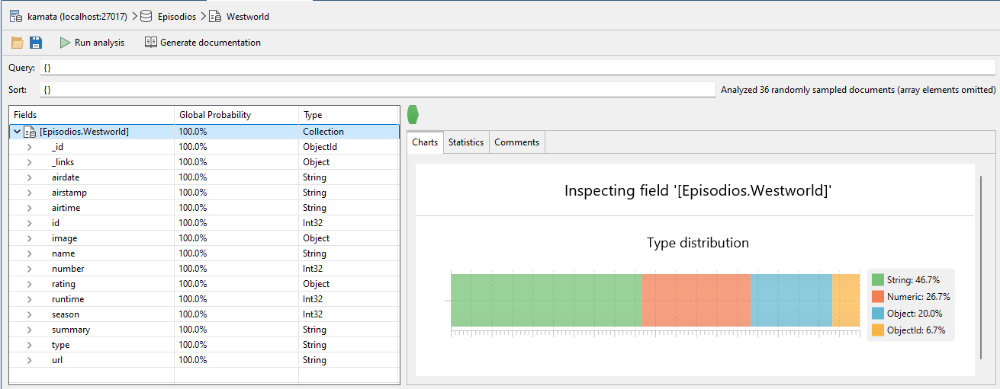 kamata (localhost:27017) Episodios Westworld
Run analysis Generate documentation
Query: {}
Sort: {} Analyzed 36 randomly sampled documents (array elements omitted)
Fields Global Probability Type
[Episodios.Westworld] 100.0% Collection
_id 100.0% ObjectId
_links 100.0% Object
airdate 100.0% String
airstamp 100.0% String
airtime 100.0% String
id 100.0% Int32
image 100.0% Object
name 100.0% String
number 100.0% Int32
rating 100.0% Object
runtime 100.0% Int32
season 100.0% Int32
summary 100.0% String
type 100.0% String
url 100.0% String
Charts Statistics Comments
Inspecting field '[Episodios.Westworld]'
Type distribution
String: 46.7%
Numeric: 26.7%
Object: 20.0%
ObjectId: 6.7%